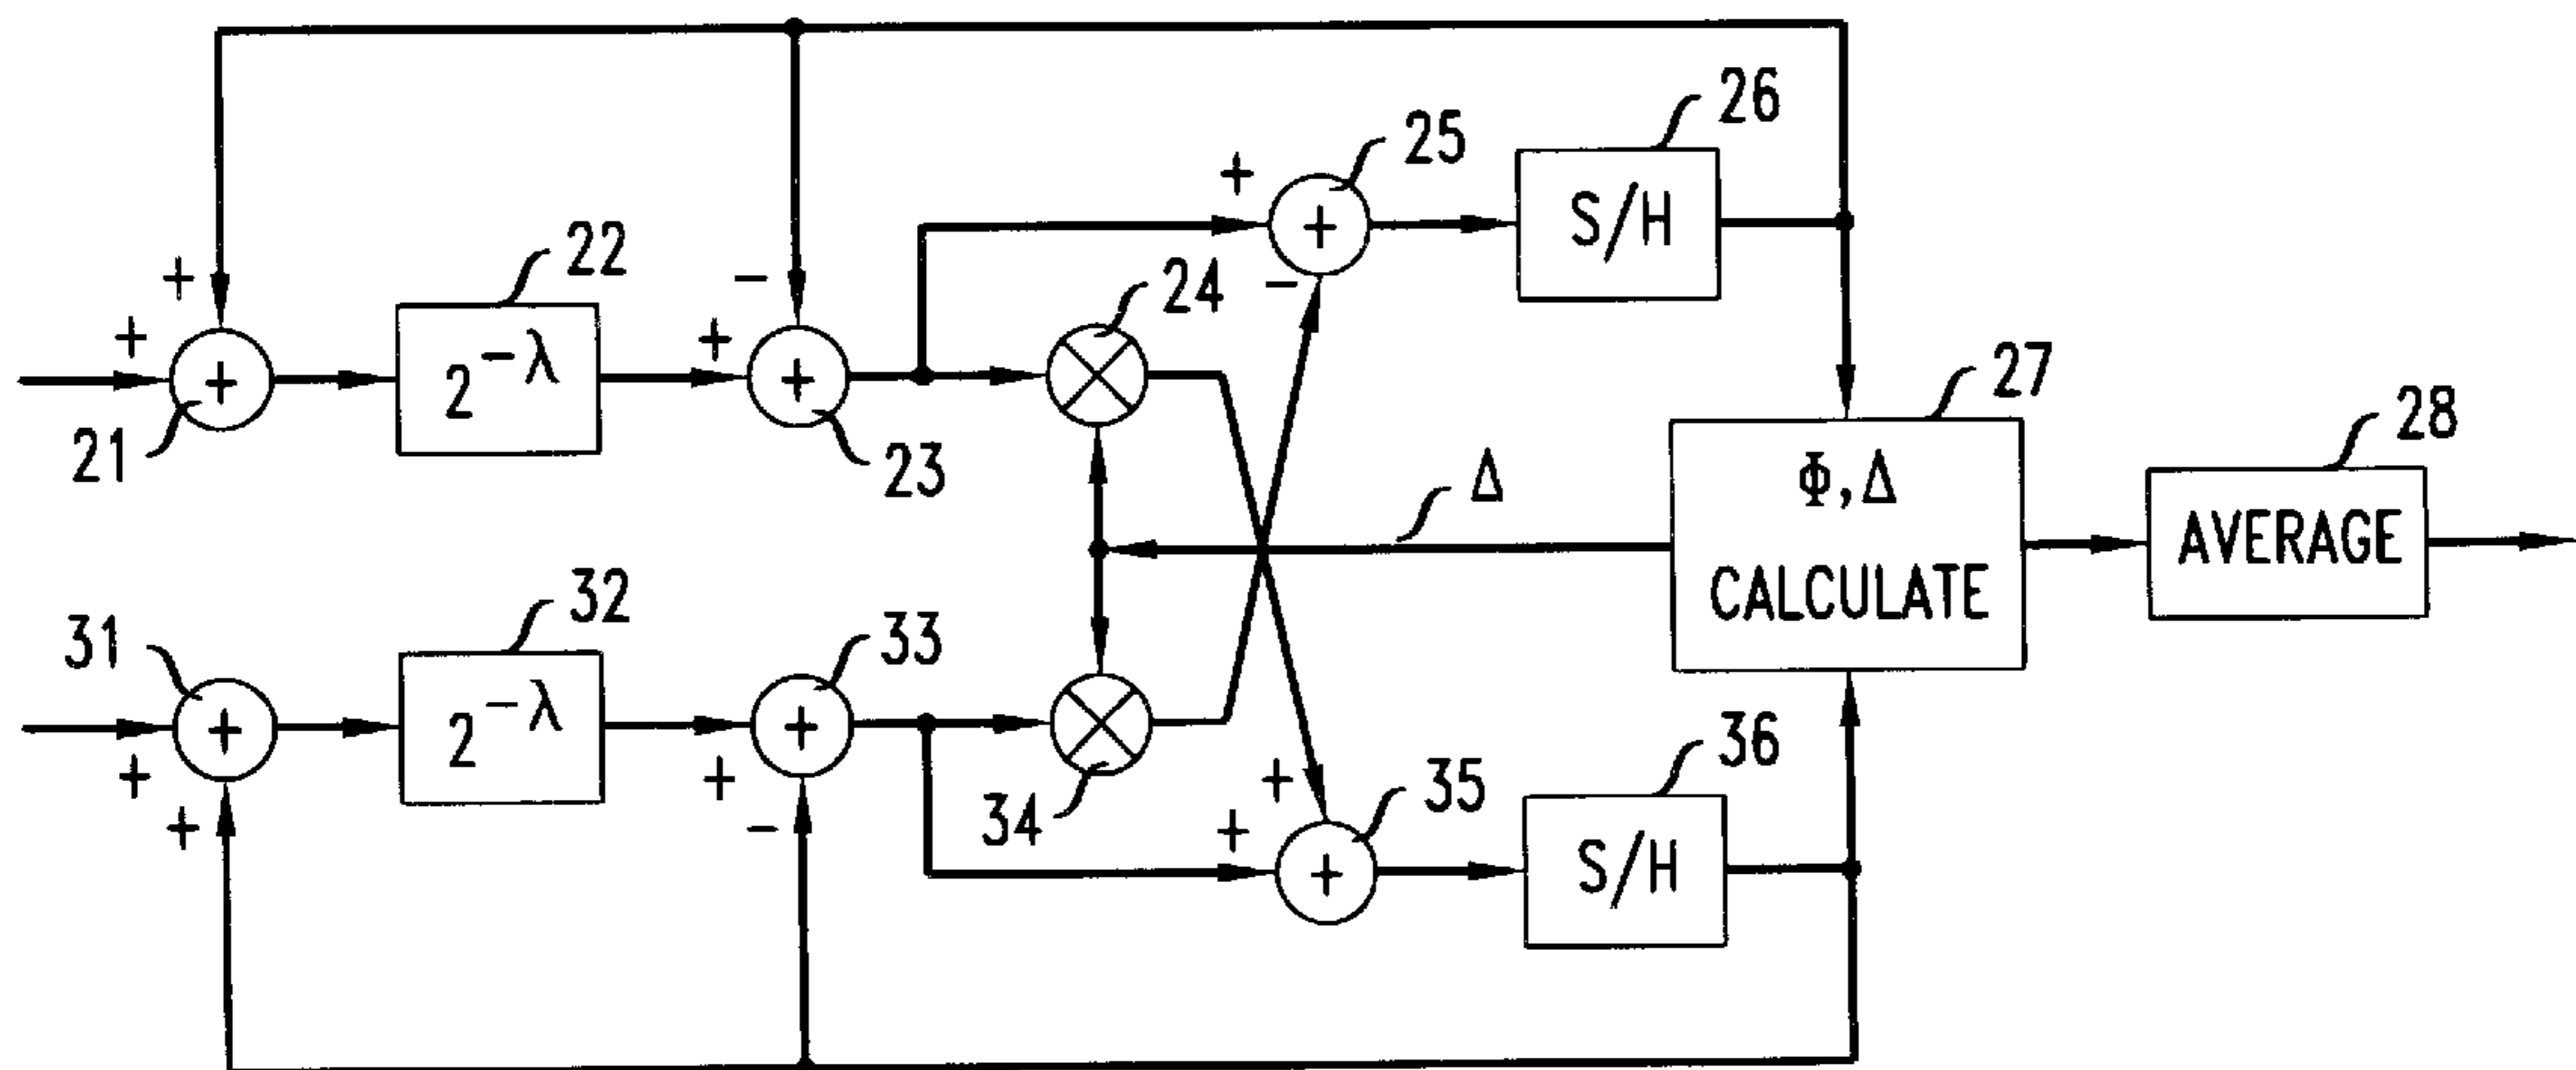 26
+ 25
S/H
+
22
+ - 24 -
+ 2^-λ + 27
+ + 28
21 23 Δ Φ, Δ
AVERAGE
CALCULATE
31 32 33
+ 2^-λ + 36
+ + + 35
+ - 34 + S/H
+